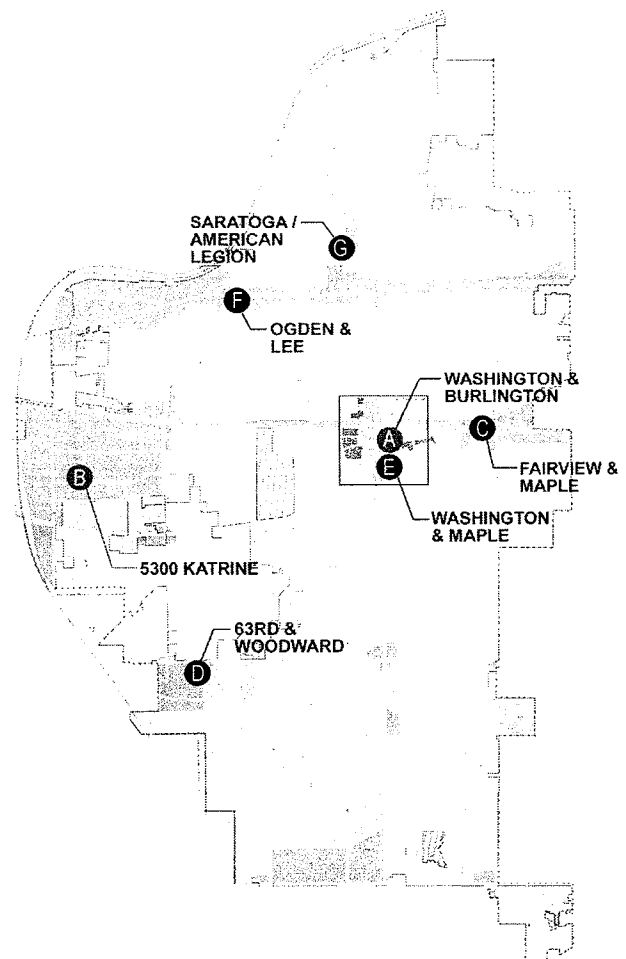 SARATOGA /
AMERICAN
LEGION
G
F
OGDEN &
LEE
WASHINGTON &
BURLINGTON
A
C
E
FAIRVIEW &
MAPLE
B
WASHINGTON
& MAPLE
5300 KATRINE
63RD &
WOODWARD
D